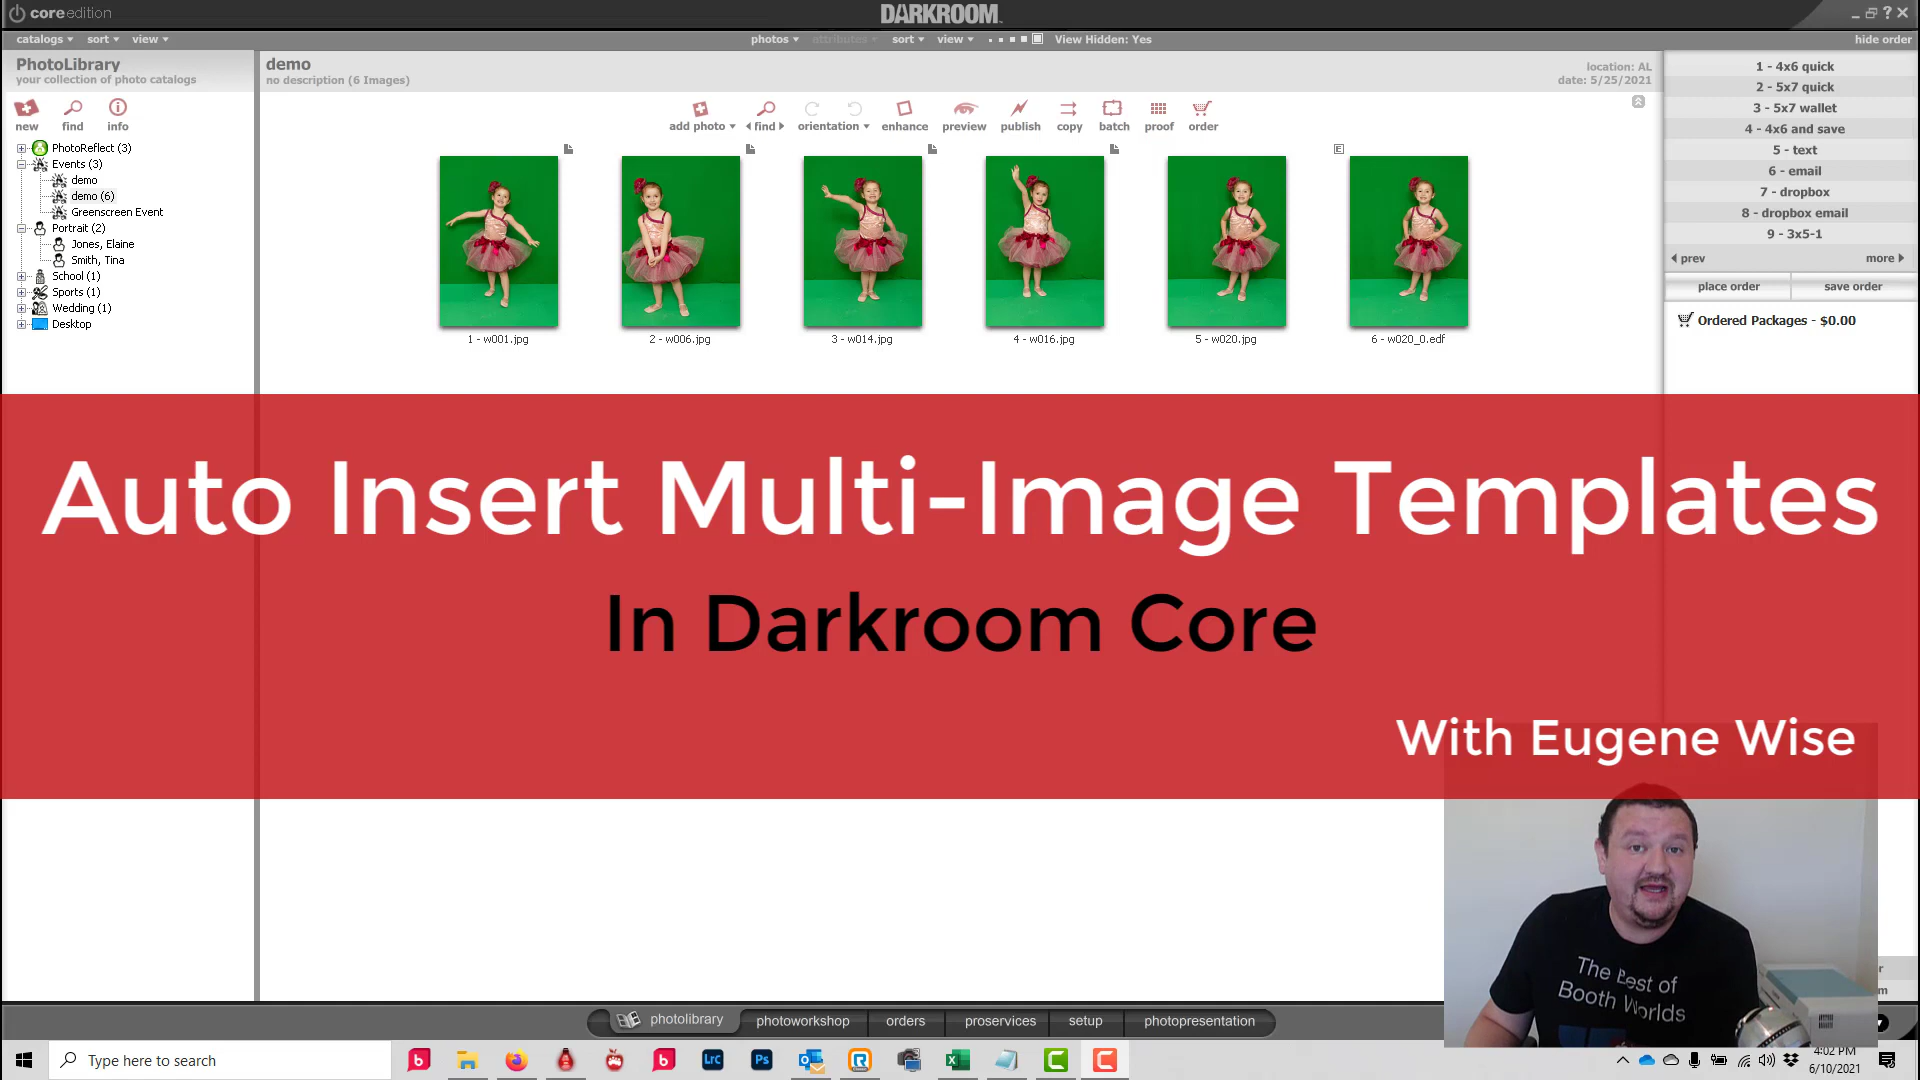 coreedition
DARKROOM
catalogs sort view
photos attributes sort view View Hidden: Yes
hide order
PhotoLibrary
your collection of photo catalogs
new find info
PhotoReflect (3)
Events (3)
demo
demo (6)
Greenscreen Event
Portrait (2)
Jones, Elaine
Smith, Tina
School (1)
Sports (1)
Wedding (1)
Desktop
demo
no description (6 Images)
location: AL
date: 5/25/2021
add photo find orientation enhance preview publish copy batch proof order
E
1 - w001.jpg
2 - w006.jpg
3 - w014.jpg
4 - w016.jpg
5 - w020.jpg
6 - w020_0.edf
1 - 4x6 quick
2 - 5x7 quick
3 - 5x7 wallet
4 - 4x6 and save
5 - text
6 - email
7 - dropbox
8 - dropbox email
9 - 3x5-1
prev more
place order save order
Ordered Packages - $0.00
Auto Insert Multi-Image Templates
In Darkroom Core
With Eugene Wise
The Best of
Booth Worlds
photolibrary photoworkshop orders proservices setup photopresentation
Type here to search
b
b
LrC
Ps
4:02 PM
6/10/2021